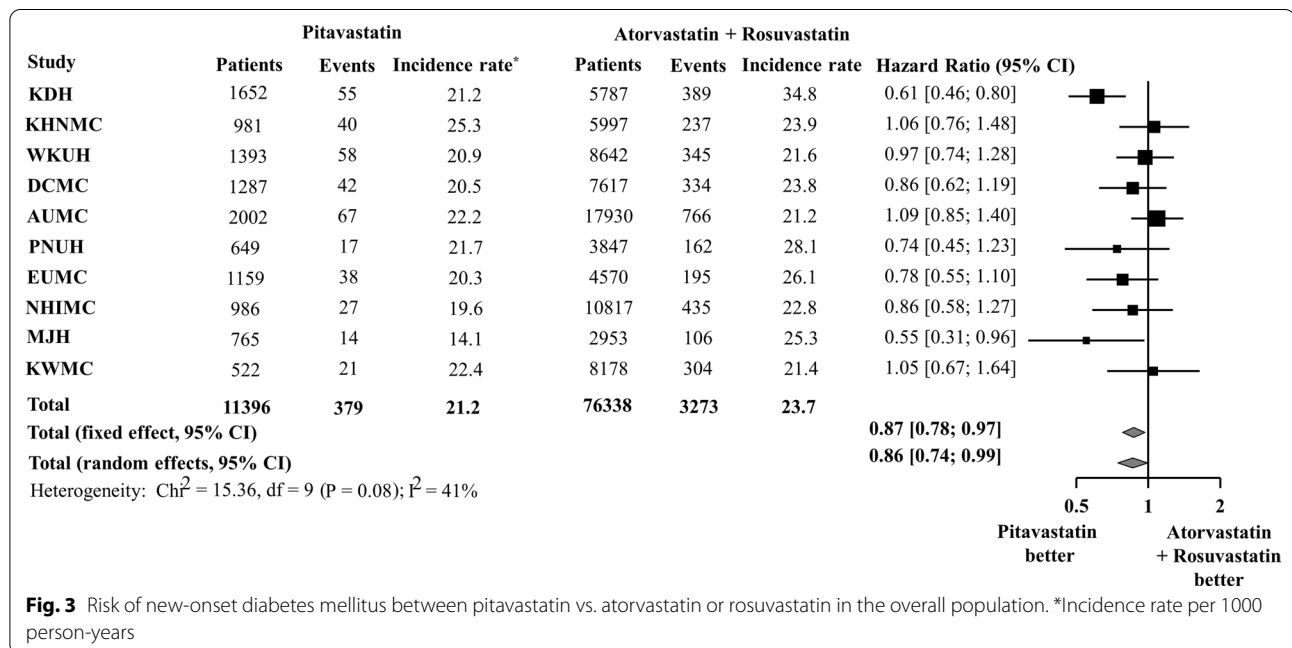 Pitavastatin Atorvastatin + Rosuvastatin
Study Patients Events Incidence rate* Patients Events Incidence rate Hazard Ratio (95% CI)
KDH 1652 55 21.2 5787 389 34.8 0.61 [0.46; 0.80]
KHNMC 981 40 25.3 5997 237 23.9 1.06 [0.76; 1.48]
WKUH 1393 58 20.9 8642 345 21.6 0.97 [0.74; 1.28]
DCMC 1287 42 20.5 7617 334 23.8 0.86 [0.62; 1.19]
AUMC 2002 67 22.2 17930 766 21.2 1.09 [0.85; 1.40]
PNUH 649 17 21.7 3847 162 28.1 0.74 [0.45; 1.23]
EUMC 1159 38 20.3 4570 195 26.1 0.78 [0.55; 1.10]
NHIMC 986 27 19.6 10817 435 22.8 0.86 [0.58; 1.27]
MJH 765 14 14.1 2953 106 25.3 0.55 [0.31; 0.96]
KWMC 522 21 22.4 8178 304 21.4 1.05 [0.67; 1.64]
Total 11396 379 21.2 76338 3273 23.7
Total (fixed effect, 95% CI) 0.87 [0.78; 0.97]
Total (random effects, 95% CI) 0.86 [0.74; 0.99]
Heterogeneity: Chi² = 15.36, df = 9 (P = 0.08); I² = 41%
0.5 1 2
Pitavastatin Atorvastatin
better + Rosuvastatin
better
Fig. 3 Risk of new-onset diabetes mellitus between pitavastatin vs. atorvastatin or rosuvastatin in the overall population. *Incidence rate per 1000
person-years